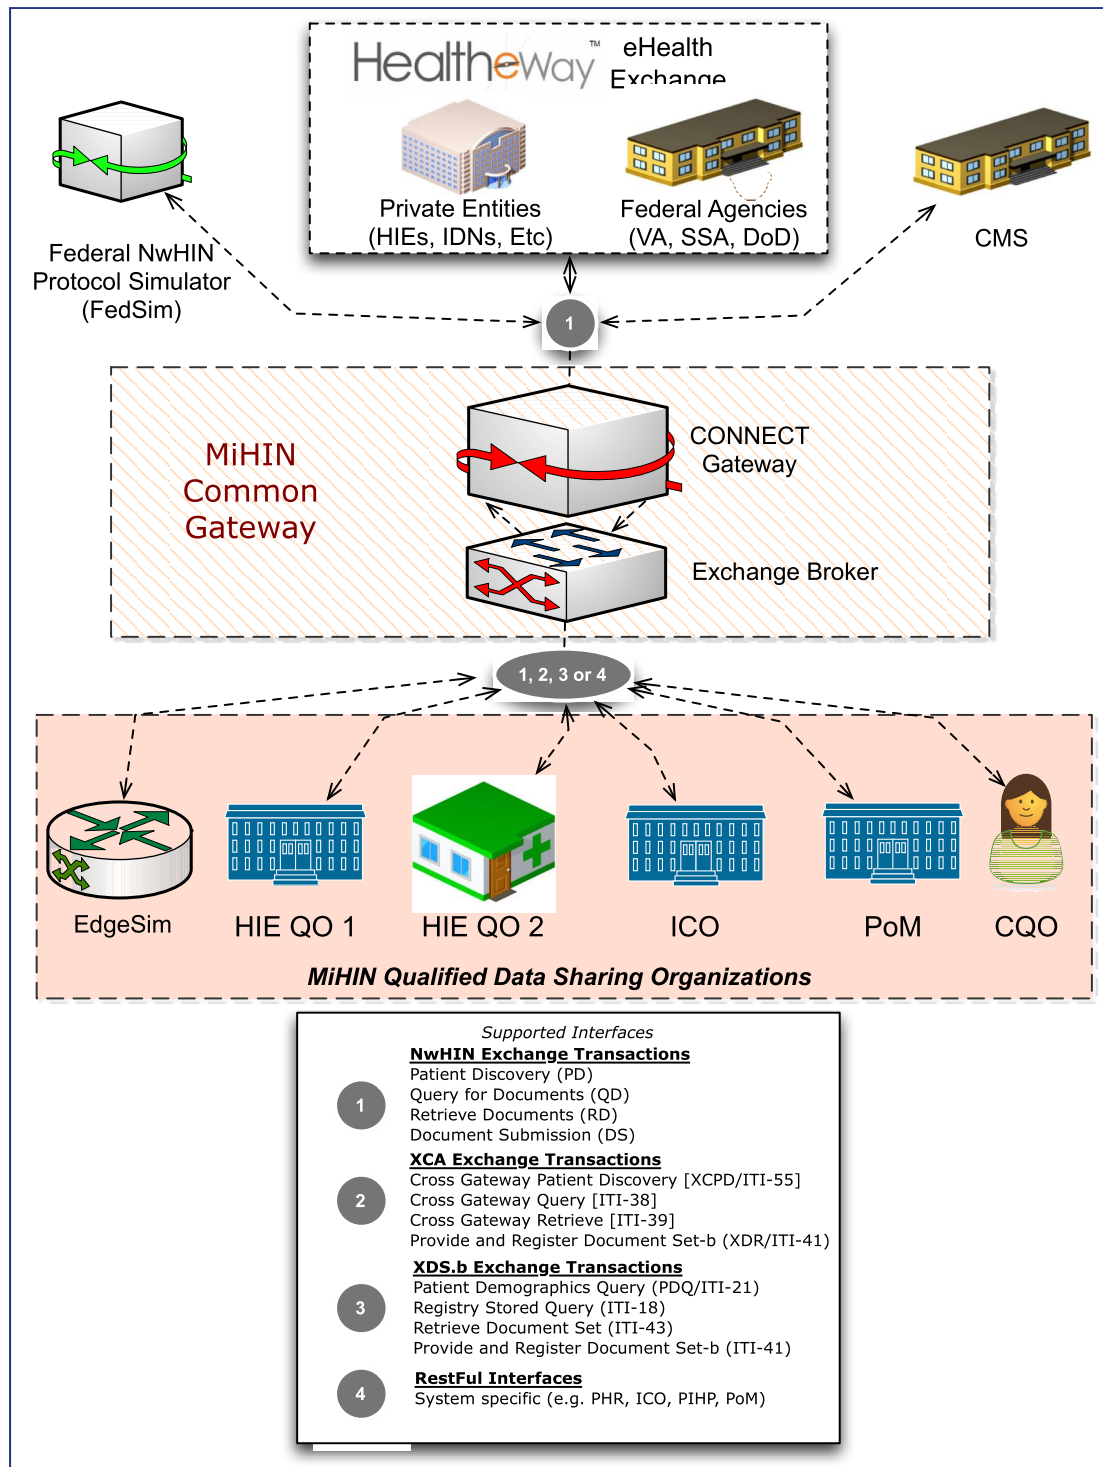 HealtheWay™
eHealth
Exchange
Private Entities
(HIEs, IDNs, Etc)
Federal Agencies
(VA, SSA, DoD)
CMS
Federal NwHIN
Protocol Simulator
(FedSim)
1
MiHIN
Common
Gateway
CONNECT
Gateway
Exchange Broker
1, 2, 3 or 4
EdgeSim
HIE QO 1
HIE QO 2
ICO
PoM
CQO
MiHIN Qualified Data Sharing Organizations
Supported Interfaces
1
NwHIN Exchange Transactions
Patient Discovery (PD)
Query for Documents (QD)
Retrieve Documents (RD)
Document Submission (DS)
2
XCA Exchange Transactions
Cross Gateway Patient Discovery [XCPD/ITI-55]
Cross Gateway Query [ITI-38]
Cross Gateway Retrieve [ITI-39]
Provide and Register Document Set-b (XDR/ITI-41)
3
XDS.b Exchange Transactions
Patient Demographics Query (PDQ/ITI-21)
Registry Stored Query (ITI-18)
Retrieve Document Set (ITI-43)
Provide and Register Document Set-b (ITI-41)
4
RestFul Interfaces
System specific (e.g. PHR, ICO, PIHP, PoM)